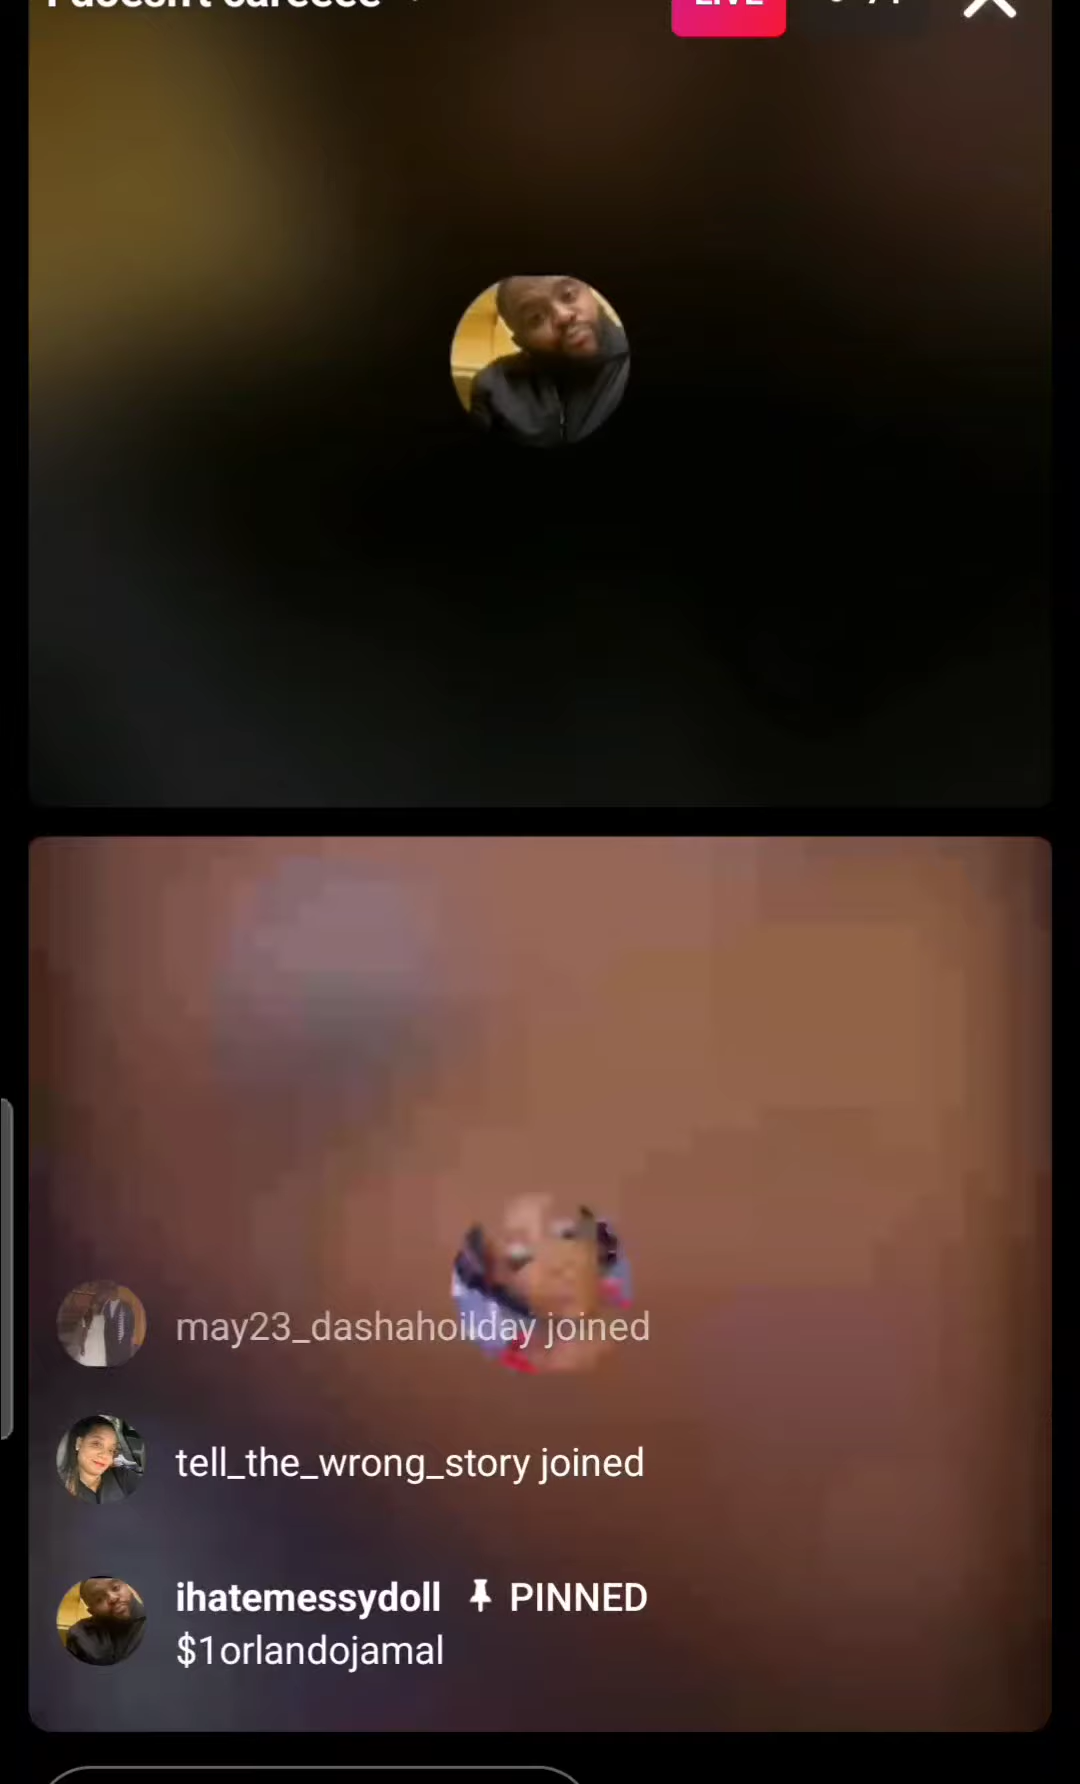 LIVE
may23_dashahoilday joined
tell_the_wrong_story joined
ihatemessydoll PINNED
$1orlandojamal